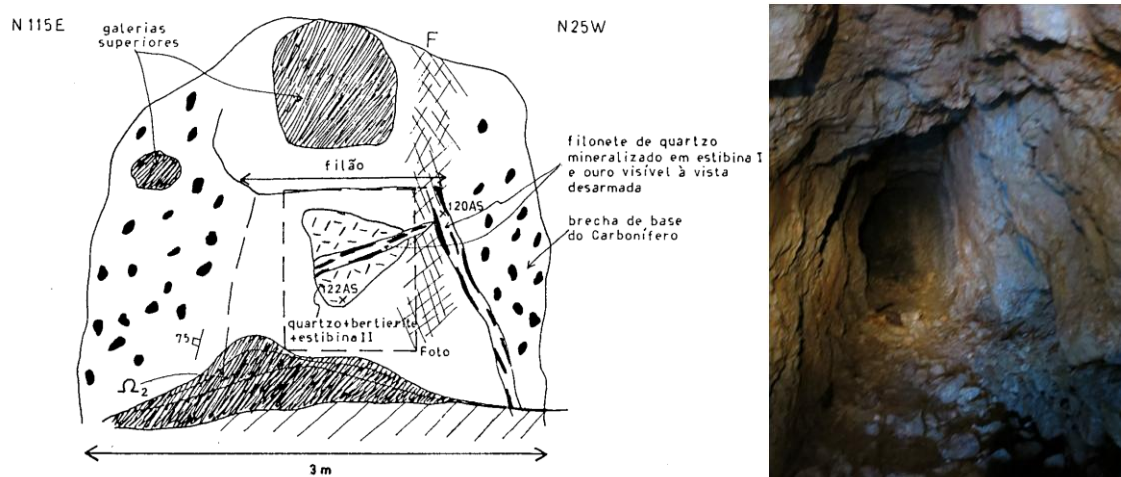 N 115 E
N25W
galerias
superiores
F
filão
filonete de quartzo
mineralizado em estibina I
e ouro visível à vista
desarmada
120AS
brecha de base
do Carbonífero
122AS
quartzo+bertierite
+estibina II
Foto
75
Ω2
3 m